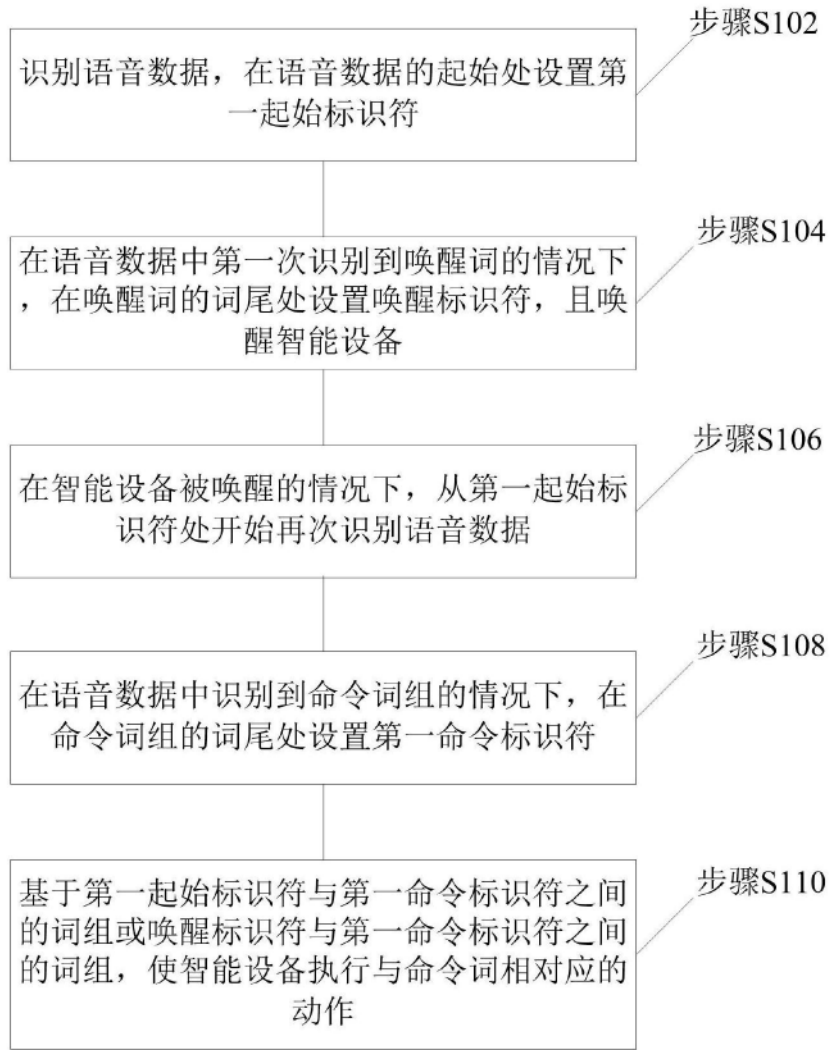 步骤S102
识别语音数据，在语音数据的起始处设置第
一起始标识符
步骤S104
在语音数据中第一次识别到唤醒词的情况下
，在唤醒词的词尾处设置唤醒标识符，且唤
醒智能设备
步骤S106
在智能设备被唤醒的情况下，从第一起始标
识符处开始再次识别语音数据
步骤S108
在语音数据中识别到命令词组的情况下，在
命令词组的词尾处设置第一命令标识符
步骤S110
基于第一起始标识符与第一命令标识符之间
的词组或唤醒标识符与第一命令标识符之间
的词组，使智能设备执行与命令词相对应的
动作